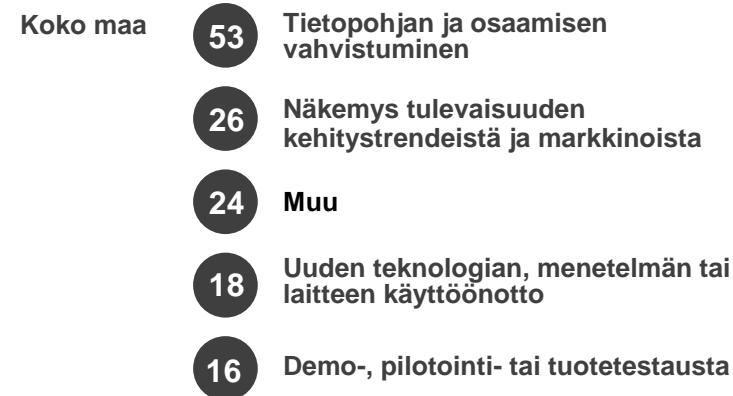 Koko maa
53
Tietopohjan ja osaamisen
vahvistuminen
26
Näkemys tulevaisuuden
kehitystrendeistä ja markkinoista
24
Muu
18
Uuden teknologian, menetelmän tai
laitteen käyttöönotto
16
Demo-, pilotointi- tai tuotetestausta